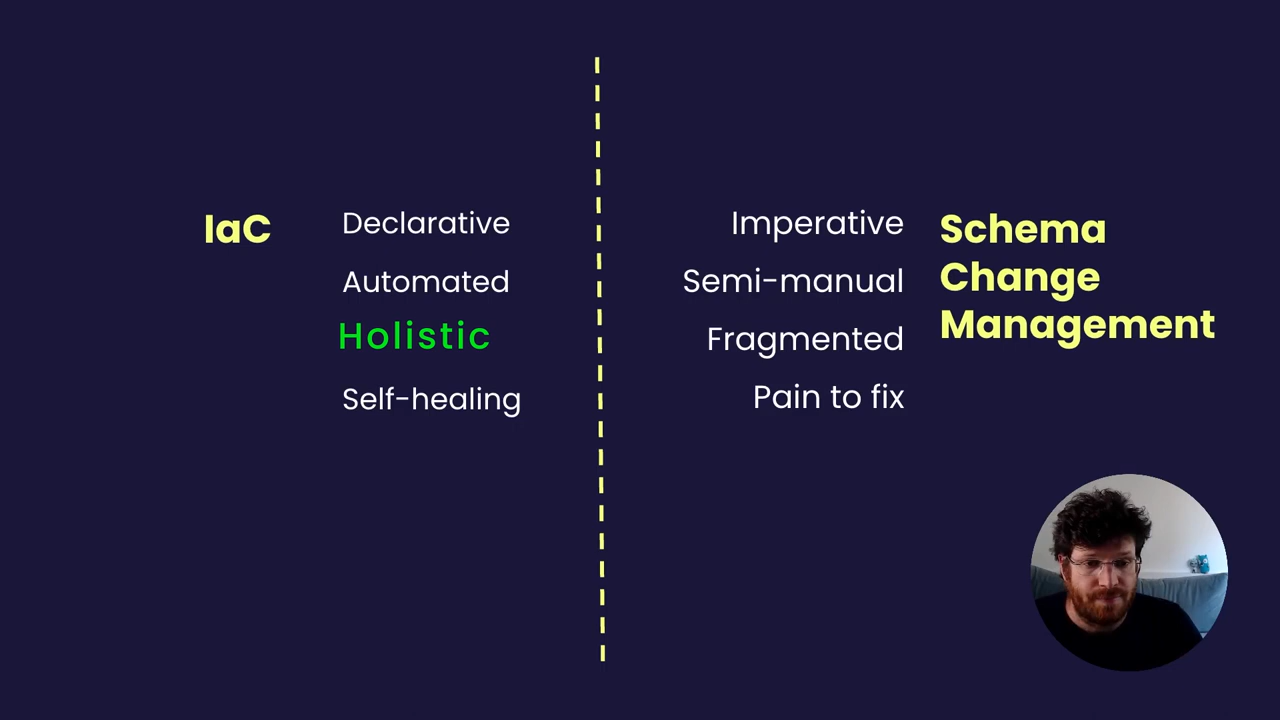 IaC
Declarative
Automated
Holistic
Self-healing
Imperative
Semi-manual
Fragmented
Pain to fix
Schema
Change
Management